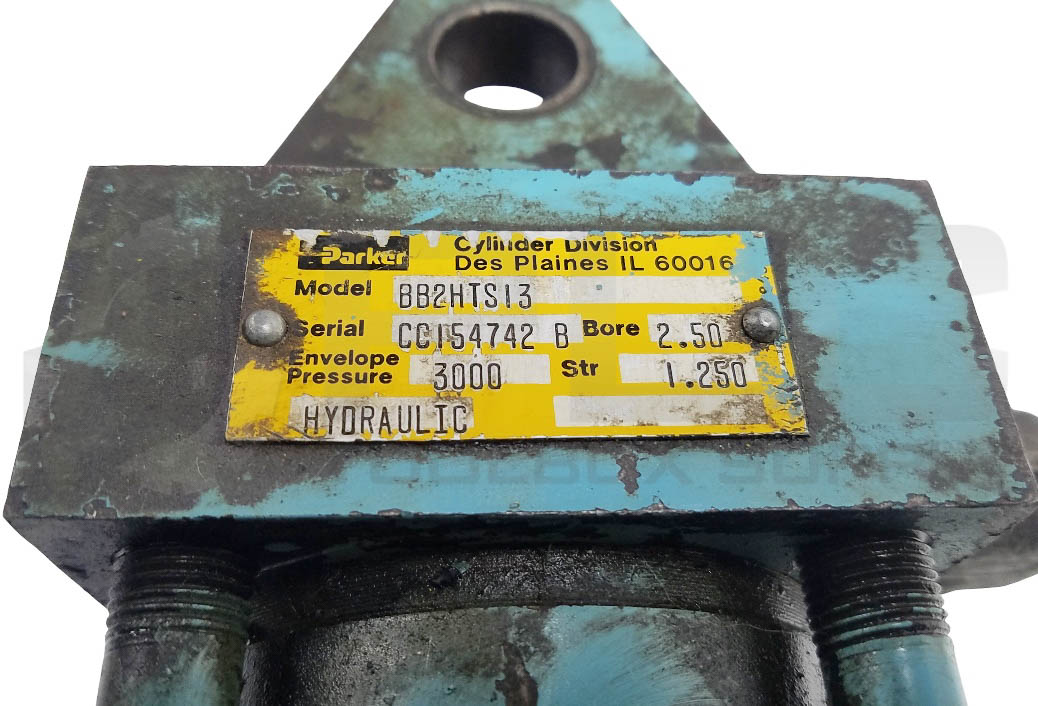 Parker Cylinder Division
Des Plaines IL 60016
Model BB2HTS13
Serial CC154742 B Bore 2.50
Envelope
Pressure 3000 Str 1.250
HYDRAULIC